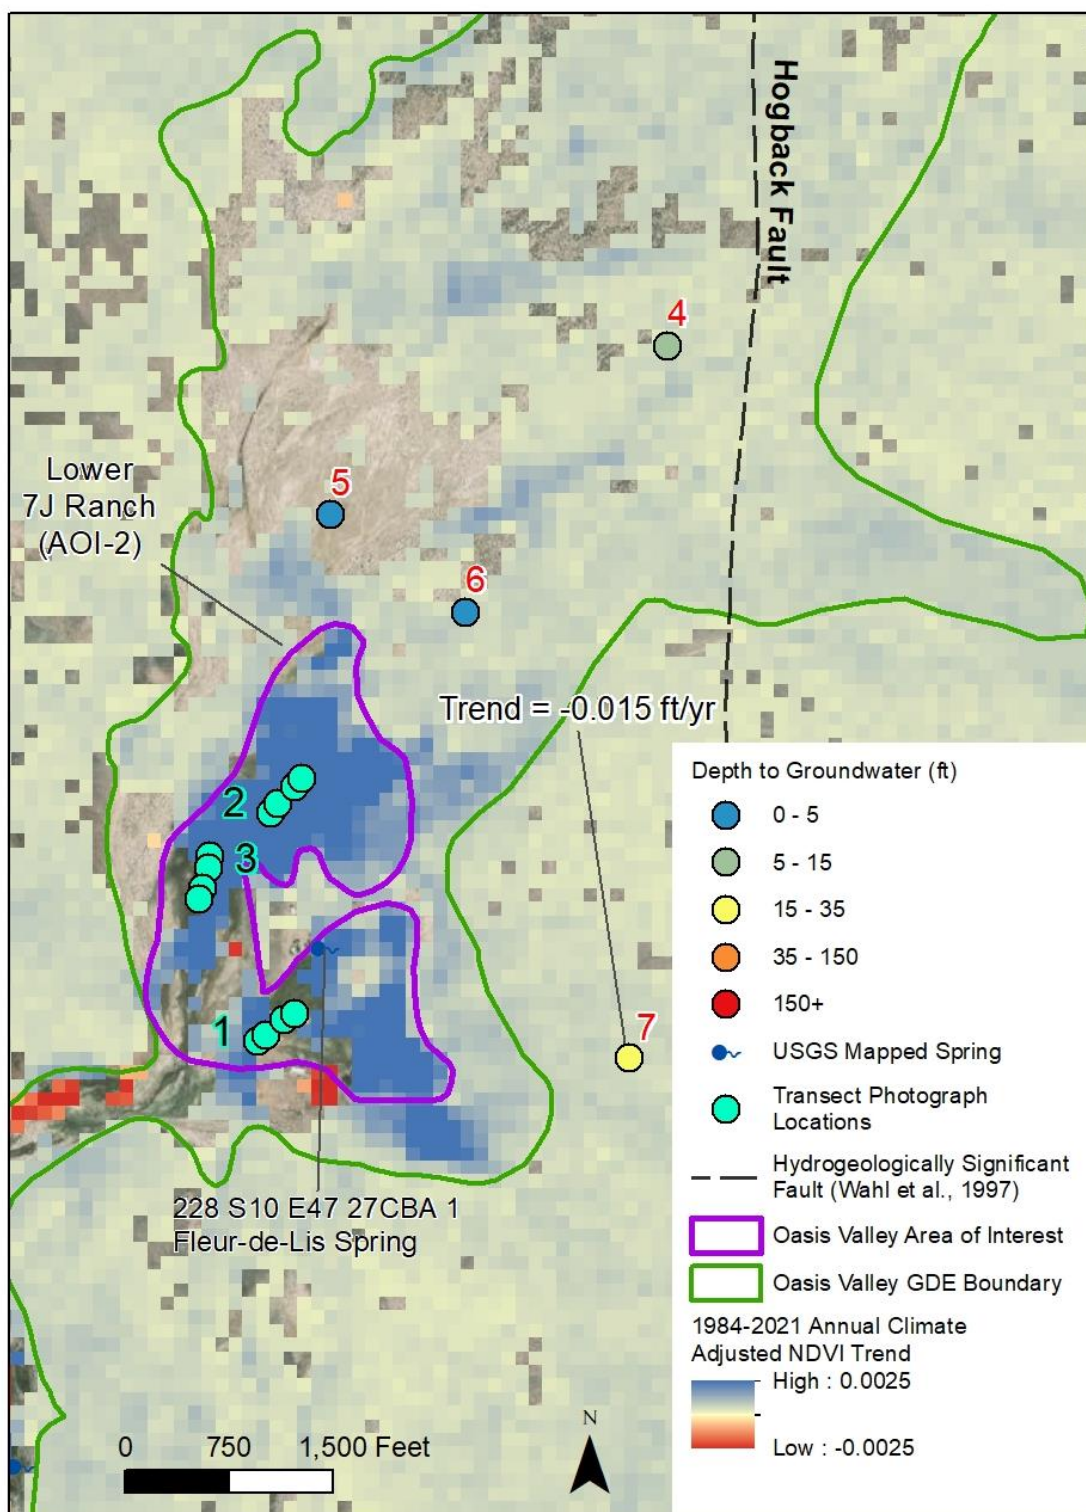 Hogback Fault
4
5
Lower
7J Ranch
(AOI-2)
6
Trend = -0.015 ft/yr
2
3
1
7
228 S10 E47 27CBA 1
Fleur-de-Lis Spring
0 750 1,500 Feet
N
Depth to Groundwater (ft)
0 - 5
5 - 15
15 - 35
35 - 150
150+
USGS Mapped Spring
Transect Photograph
Locations
Hydrogeologically Significant
Fault (Wahl et al., 1997)
Oasis Valley Area of Interest
Oasis Valley GDE Boundary
1984-2021 Annual Climate
Adjusted NDVI Trend
High : 0.0025
Low : -0.0025